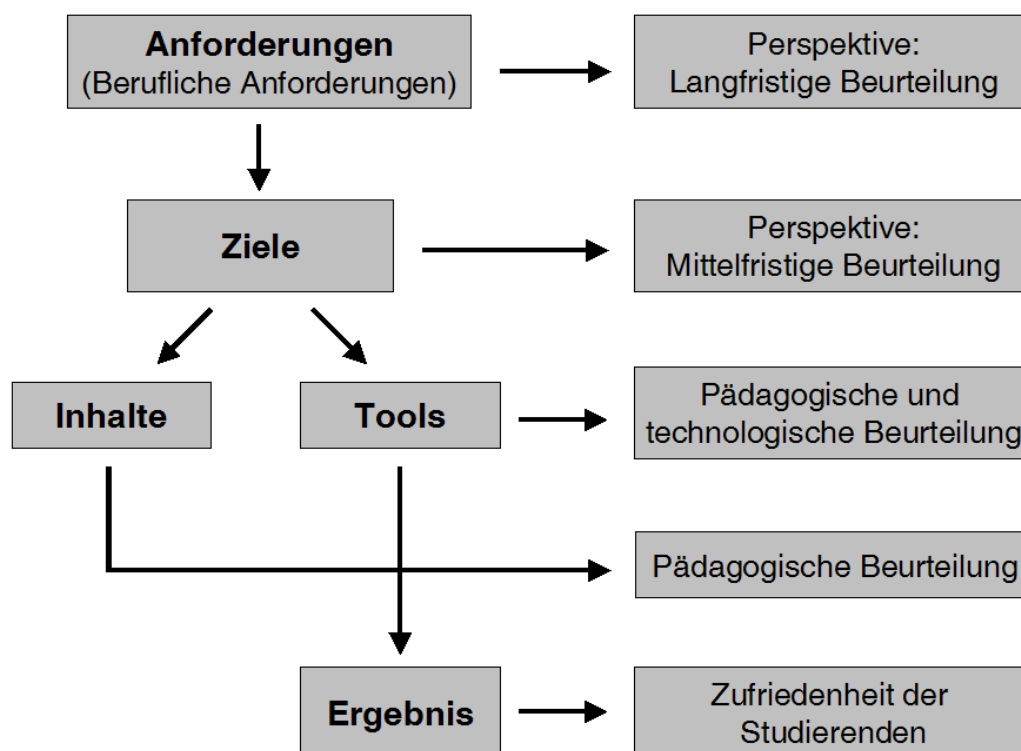 Anforderungen
(Berufliche Anforderungen)
Perspektive:
Langfristige Beurteilung
Ziele
Perspektive:
Mittelfristige Beurteilung
Inhalte
Tools
Pädagogische und
technologische Beurteilung
Pädagogische Beurteilung
Ergebnis
Zufriedenheit der
Studierenden